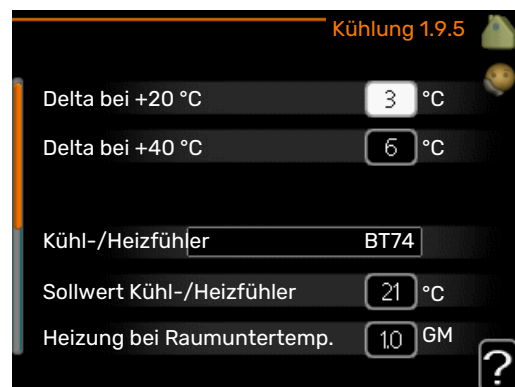 Kühlung 1.9.5
Delta bei +20 °C 3 °C
Delta bei +40 °C 6 °C
Kühl-/Heizfühler BT74
Sollwert Kühl-/Heizfühler 21 °C
Heizung bei Raumuntertemp. 1.0 GM
?